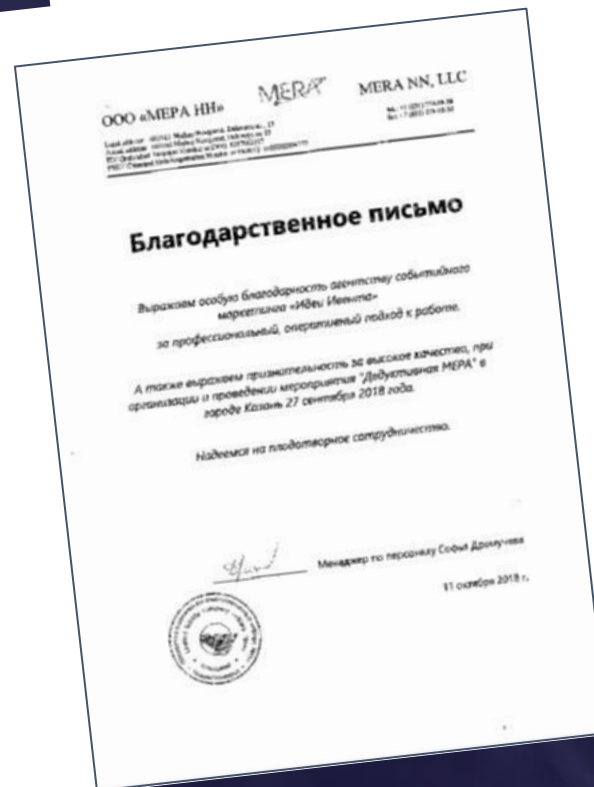 ООО «МЕРА НН»
MERA
MERA NN, LLC
Благодарственное письмо
Выражаем особую благодарность агентству событийного
маркетинга «Идеи Ивента»
за профессиональный, оперативный подход к работе.
А также выражаем признательность за высокое качество, при
организации и проведении мероприятия "Дедуктивная МЕРА" в
городе Казань 27 сентября 2018 года.
Надеемся на плодотворное сотрудничество.
Менеджер по персоналу Софья
11 октября 2018 г.